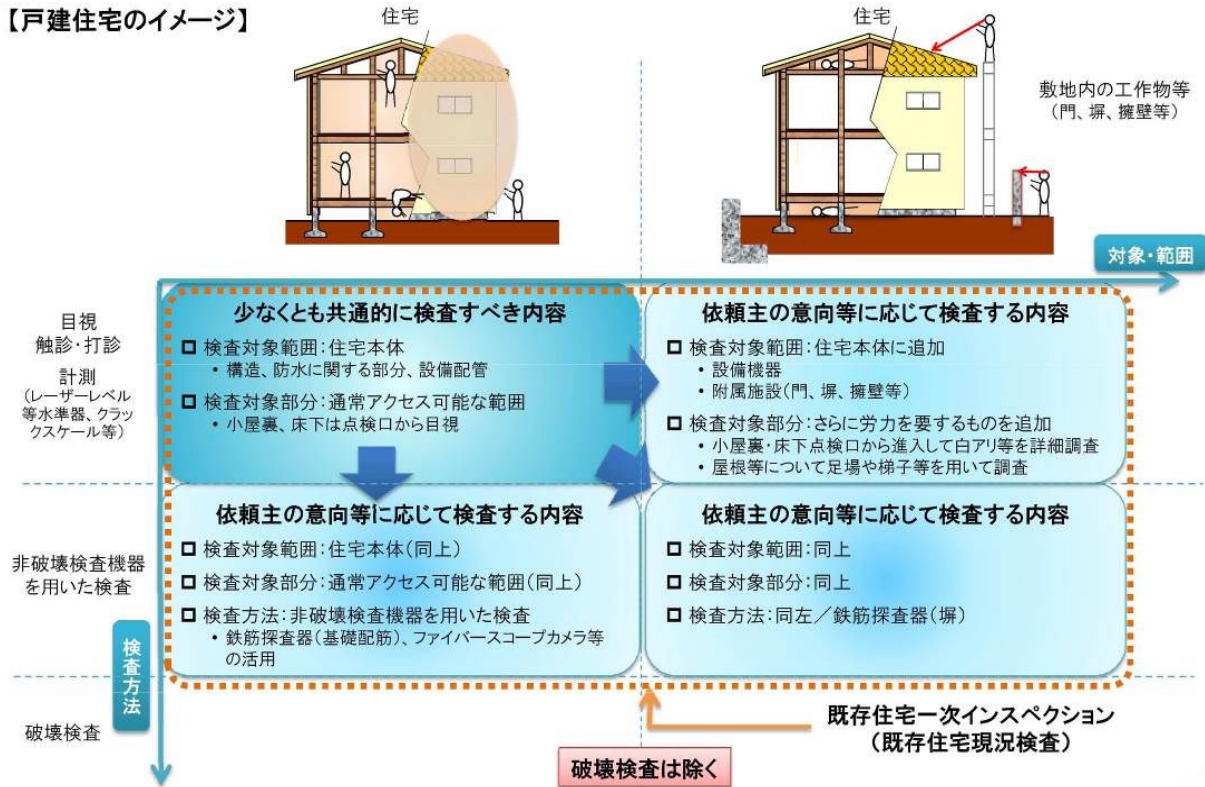 【戸建住宅のイメージ】
住宅
住宅
敷地内の工作物等
（門、塀、擁壁等）
対象・範囲
目視
触診・打診
計測
（レーザーレベル
等水準器、クラッ
クスケール等）
少なくとも共通的に検査すべき内容
検査対象範囲：住宅本体
・構造、防水に関する部分、設備配管
検査対象部分：通常アクセス可能な範囲
・小屋裏、床下は点検口から目視
依頼主の意向等に応じて検査する内容
検査対象範囲：住宅本体に追加
・設備機器
・附属施設（門、塀、擁壁等）
検査対象部分：さらに労力を要するものを追加
・小屋裏・床下点検口から進入して白アリ等を詳細調査
・屋根等について足場や梯子等を用いて調査
非破壊検査機器
を用いた検査
依頼主の意向等に応じて検査する内容
検査対象範囲：住宅本体（同上）
検査対象部分：通常アクセス可能な範囲（同上）
検査方法：非破壊検査機器を用いた検査
・鉄筋探査器（基礎配筋）、ファイバースコープカメラ等
の活用
依頼主の意向等に応じて検査する内容
検査対象範囲：同上
検査対象部分：同上
検査方法：同左／鉄筋探査器（塀）
検査方法
破壊検査
既存住宅一次インスペクション
（既存住宅現況検査）
破壊検査は除く